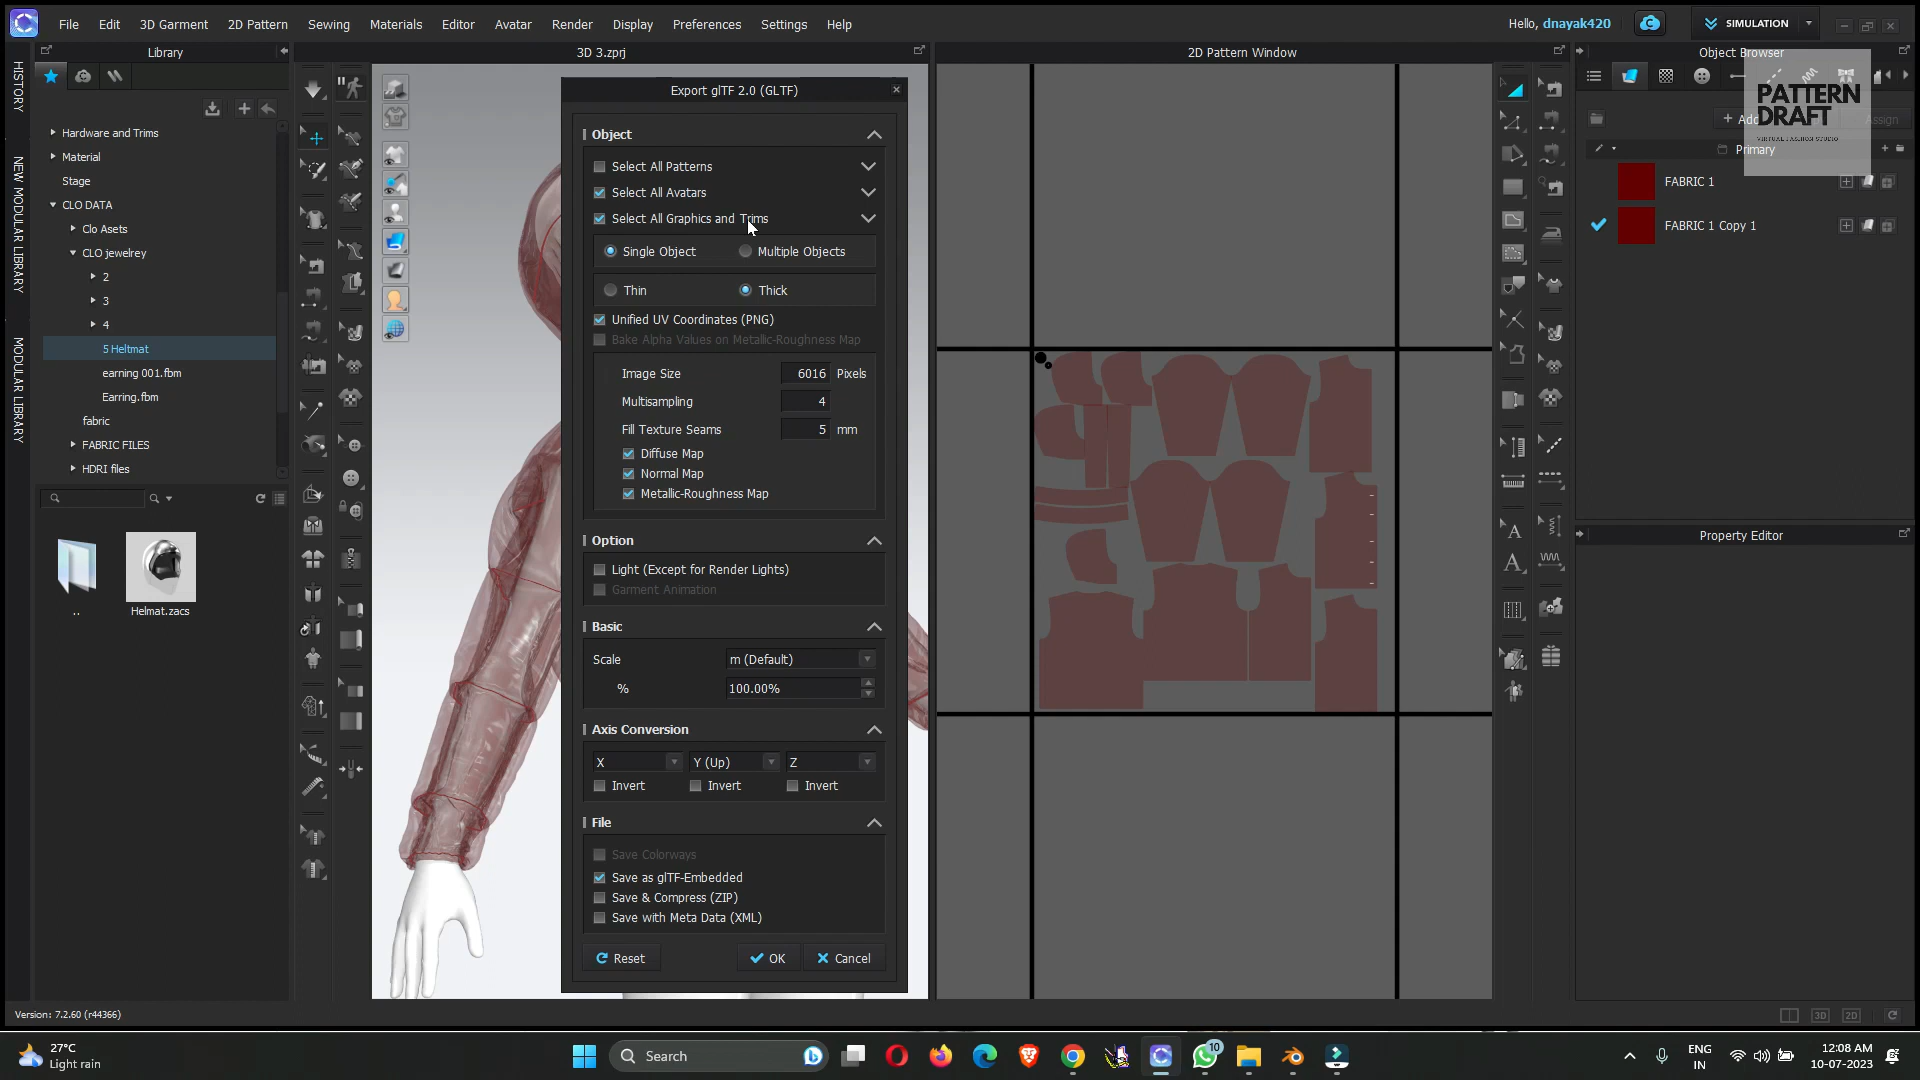 File Edit 3D Garment 2D Pattern Sewing Materials Editor Avatar Render Display Preferences Settings Help
Hello, dnayak420
SIMULATION
Library
3D 3.zprj
2D Pattern Window
Object Browser
HISTORY
NEW MODULAR LIBRARY
MODULAR LIBRARY
Hardware and Trims
Material
Stage
CLO DATA
Clo Assets
CLO jewelrey
2
3
4
5 Heltmat
earning 001.fbm
Earring.fbm
fabric
FABRIC FILES
HDRI files
..
Helmat.zacs
Export glTF 2.0 (GLTF)
Object
Select All Patterns
Select All Avatars
Select All Graphics and Trims
Single Object Multiple Objects
Thin Thick
Unified UV Coordinates (PNG)
Bake Alpha Values on Metallic-Roughness Map
Image Size 6016 Pixels
Multisampling 4
Fill Texture Seams 5 mm
Diffuse Map
Normal Map
Metallic-Roughness Map
Option
Light (Except for Render Lights)
Garment Animation
Basic
Scale m (Default)
% 100.00%
Axis Conversion
X Y (Up) Z
Invert Invert Invert
File
Save Colorways
Save as glTF-Embedded
Save & Compress (ZIP)
Save with Meta Data (XML)
Reset OK Cancel
PATTERN
DRAFT
VIRTUAL FASHION STUDIO
+ Add Assign
Primary
FABRIC 1
FABRIC 1 Copy 1
Property Editor
Version: 7.2.60 (r44366)
3D 2D
27°C
Light rain
Search
10
ENG
IN
12:08 AM
10-07-2023